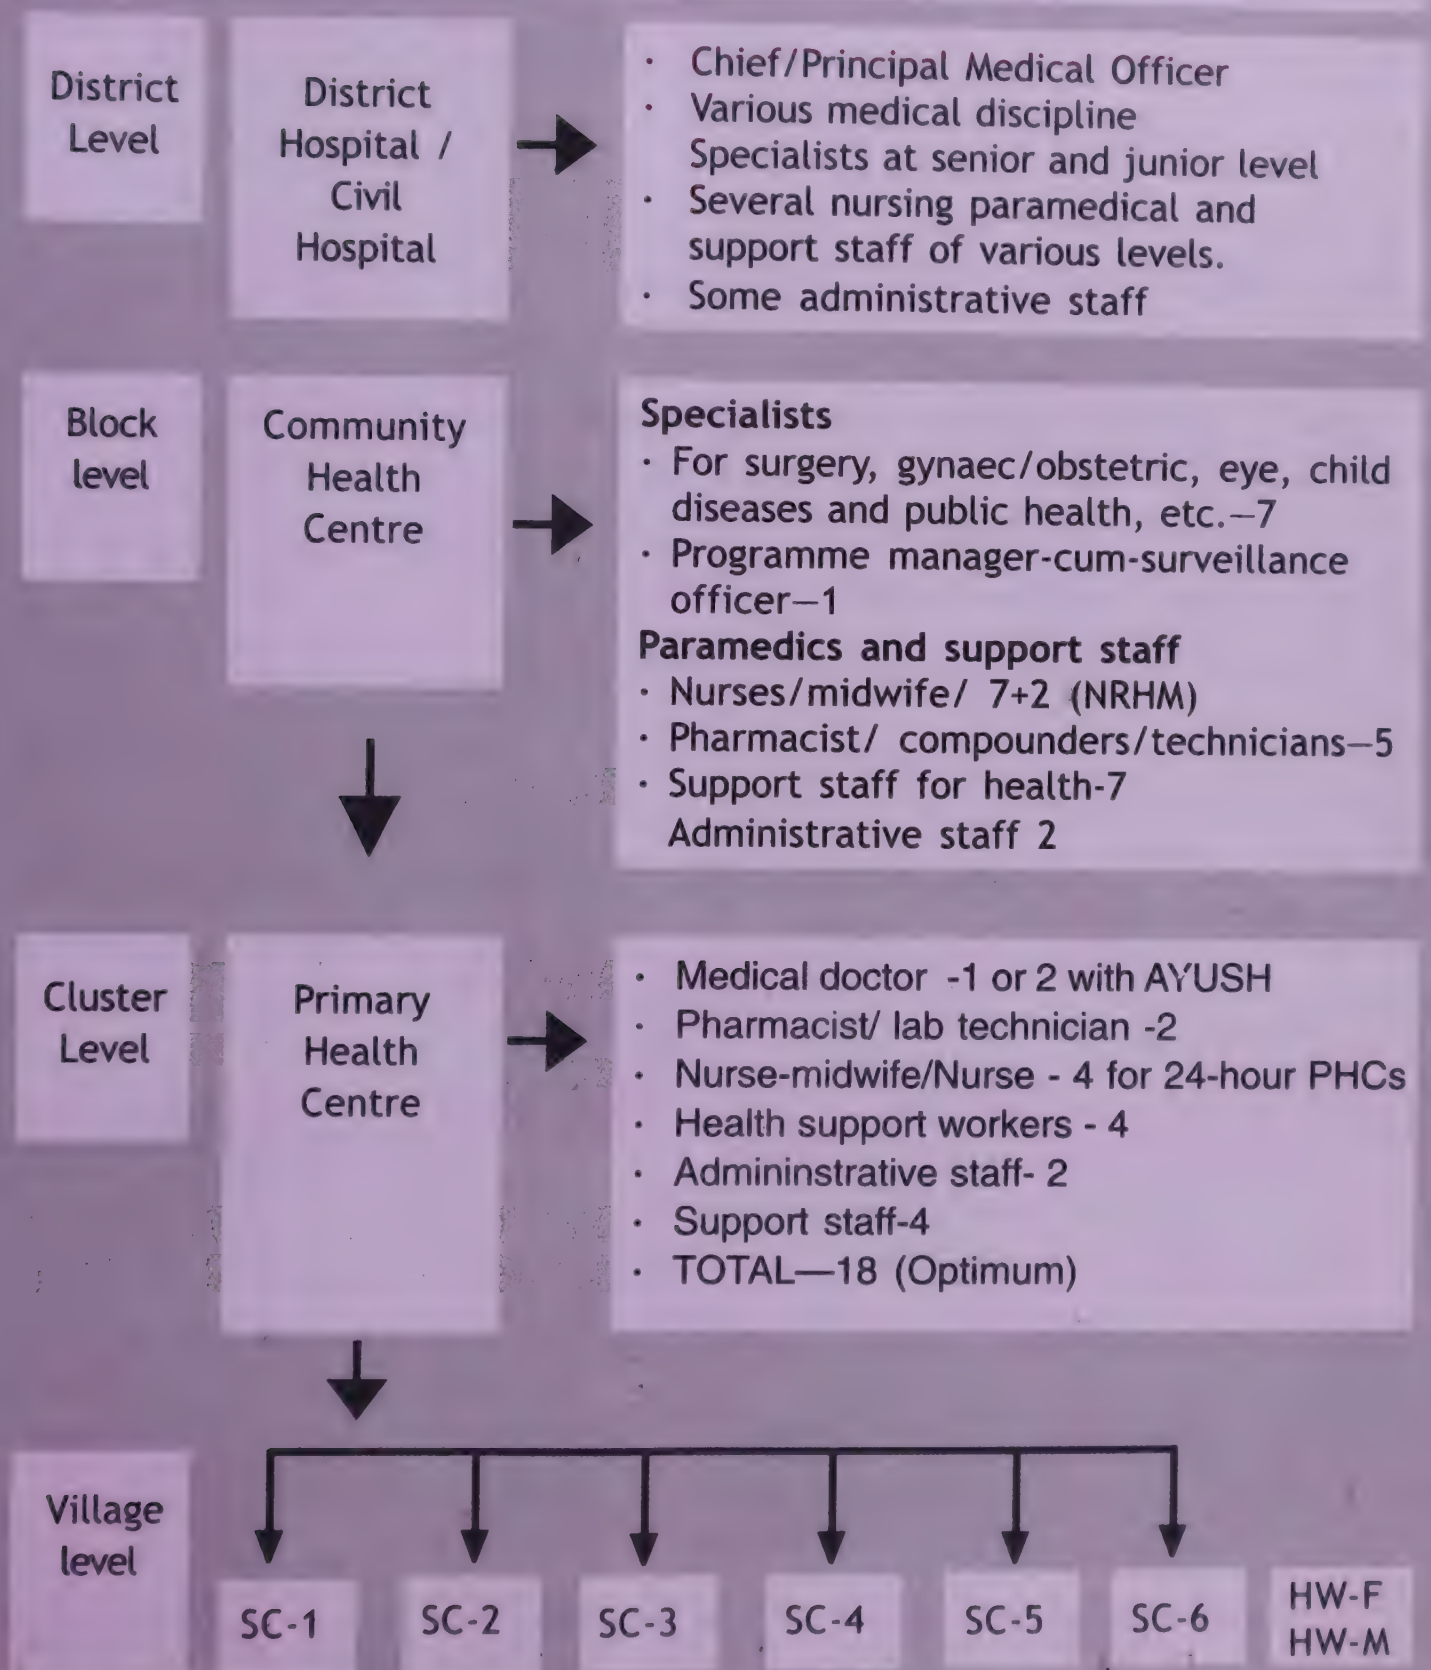 District
Level
District
Hospital /
Civil
Hospital
· Chief/Principal Medical Officer
· Various medical discipline
Specialists at senior and junior level
· Several nursing paramedical and
support staff of various levels.
· Some administrative staff
Block
level
Community
Health
Centre
Specialists
· For surgery, gynaec/obstetric, eye, child
diseases and public health, etc.—7
· Programme manager-cum-surveillance
officer—1
Paramedics and support staff
· Nurses/midwife/ 7+2 (NRHM)
· Pharmacist/ compounders/technicians—5
· Support staff for health-7
Administrative staff 2
Cluster
Level
Primary
Health
Centre
· Medical doctor -1 or 2 with AYUSH
· Pharmacist/ lab technician -2
· Nurse-midwife/Nurse - 4 for 24-hour PHCs
· Health support workers - 4
· Admininstrative staff- 2
· Support staff-4
· TOTAL—18 (Optimum)
Village
level
SC-1
SC-2
SC-3
SC-4
SC-5
SC-6
HW-F
HW-M